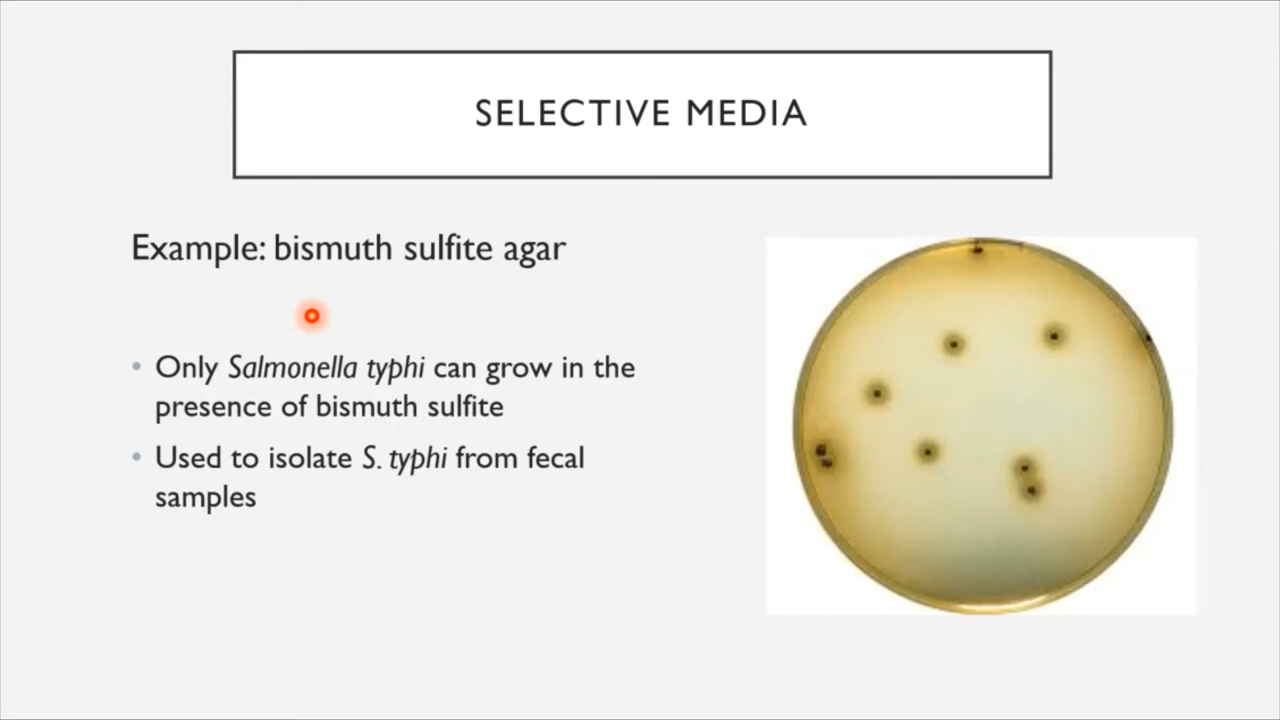 SELECTIVE MEDIA
Example: bismuth sulfite agar
• Only Salmonella typhi can grow in the
presence of bismuth sulfite
• Used to isolate S. typhi from fecal
samples